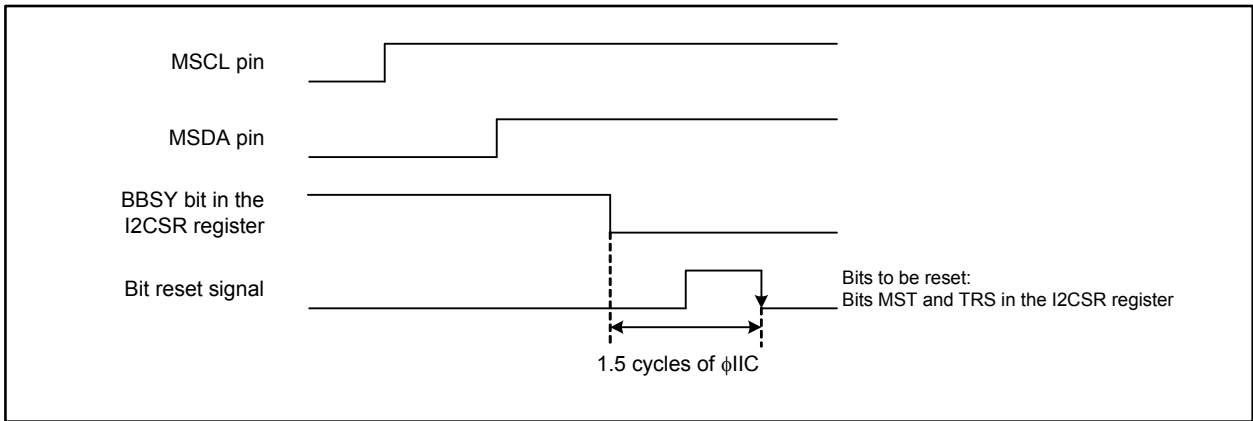 MSCL pin
MSDA pin
BBSY bit in the
I2CSR register
Bit reset signal
Bits to be reset:
Bits MST and TRS in the I2CSR register
1.5 cycles of ϕIIC